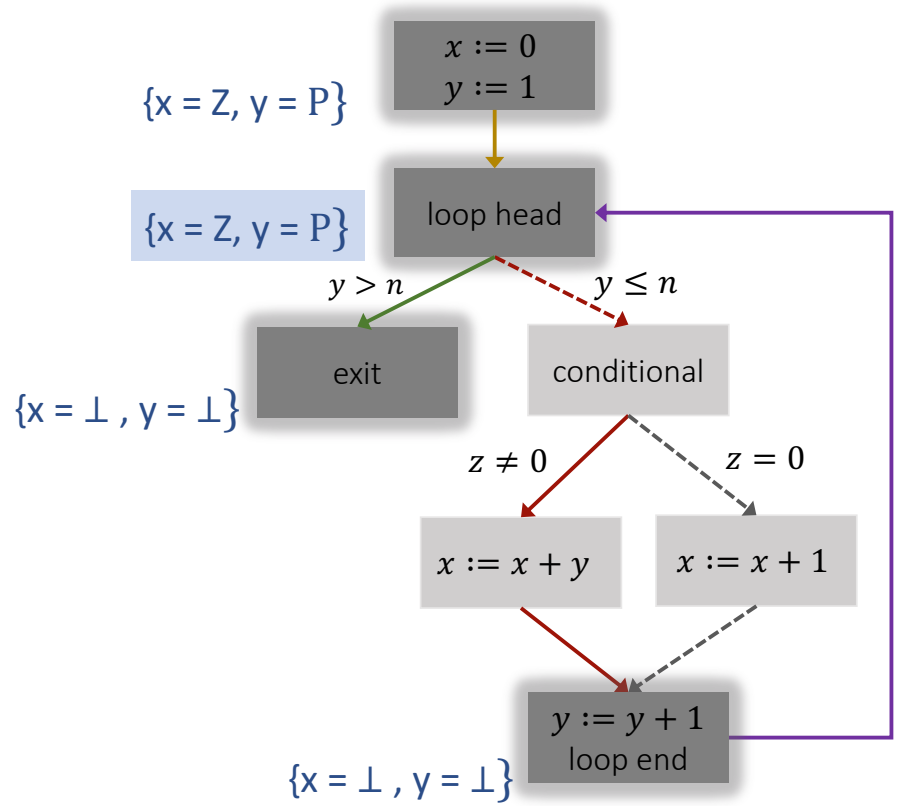 x := 0
y := 1
{x = Z, y = P}
loop head
{x = Z, y = P}
y > n
y ≤ n
exit
conditional
{x = ⊥ , y = ⊥}
z ≠ 0
z = 0
x := x + y
x := x + 1
y := y + 1
loop end
{x = ⊥ , y = ⊥}